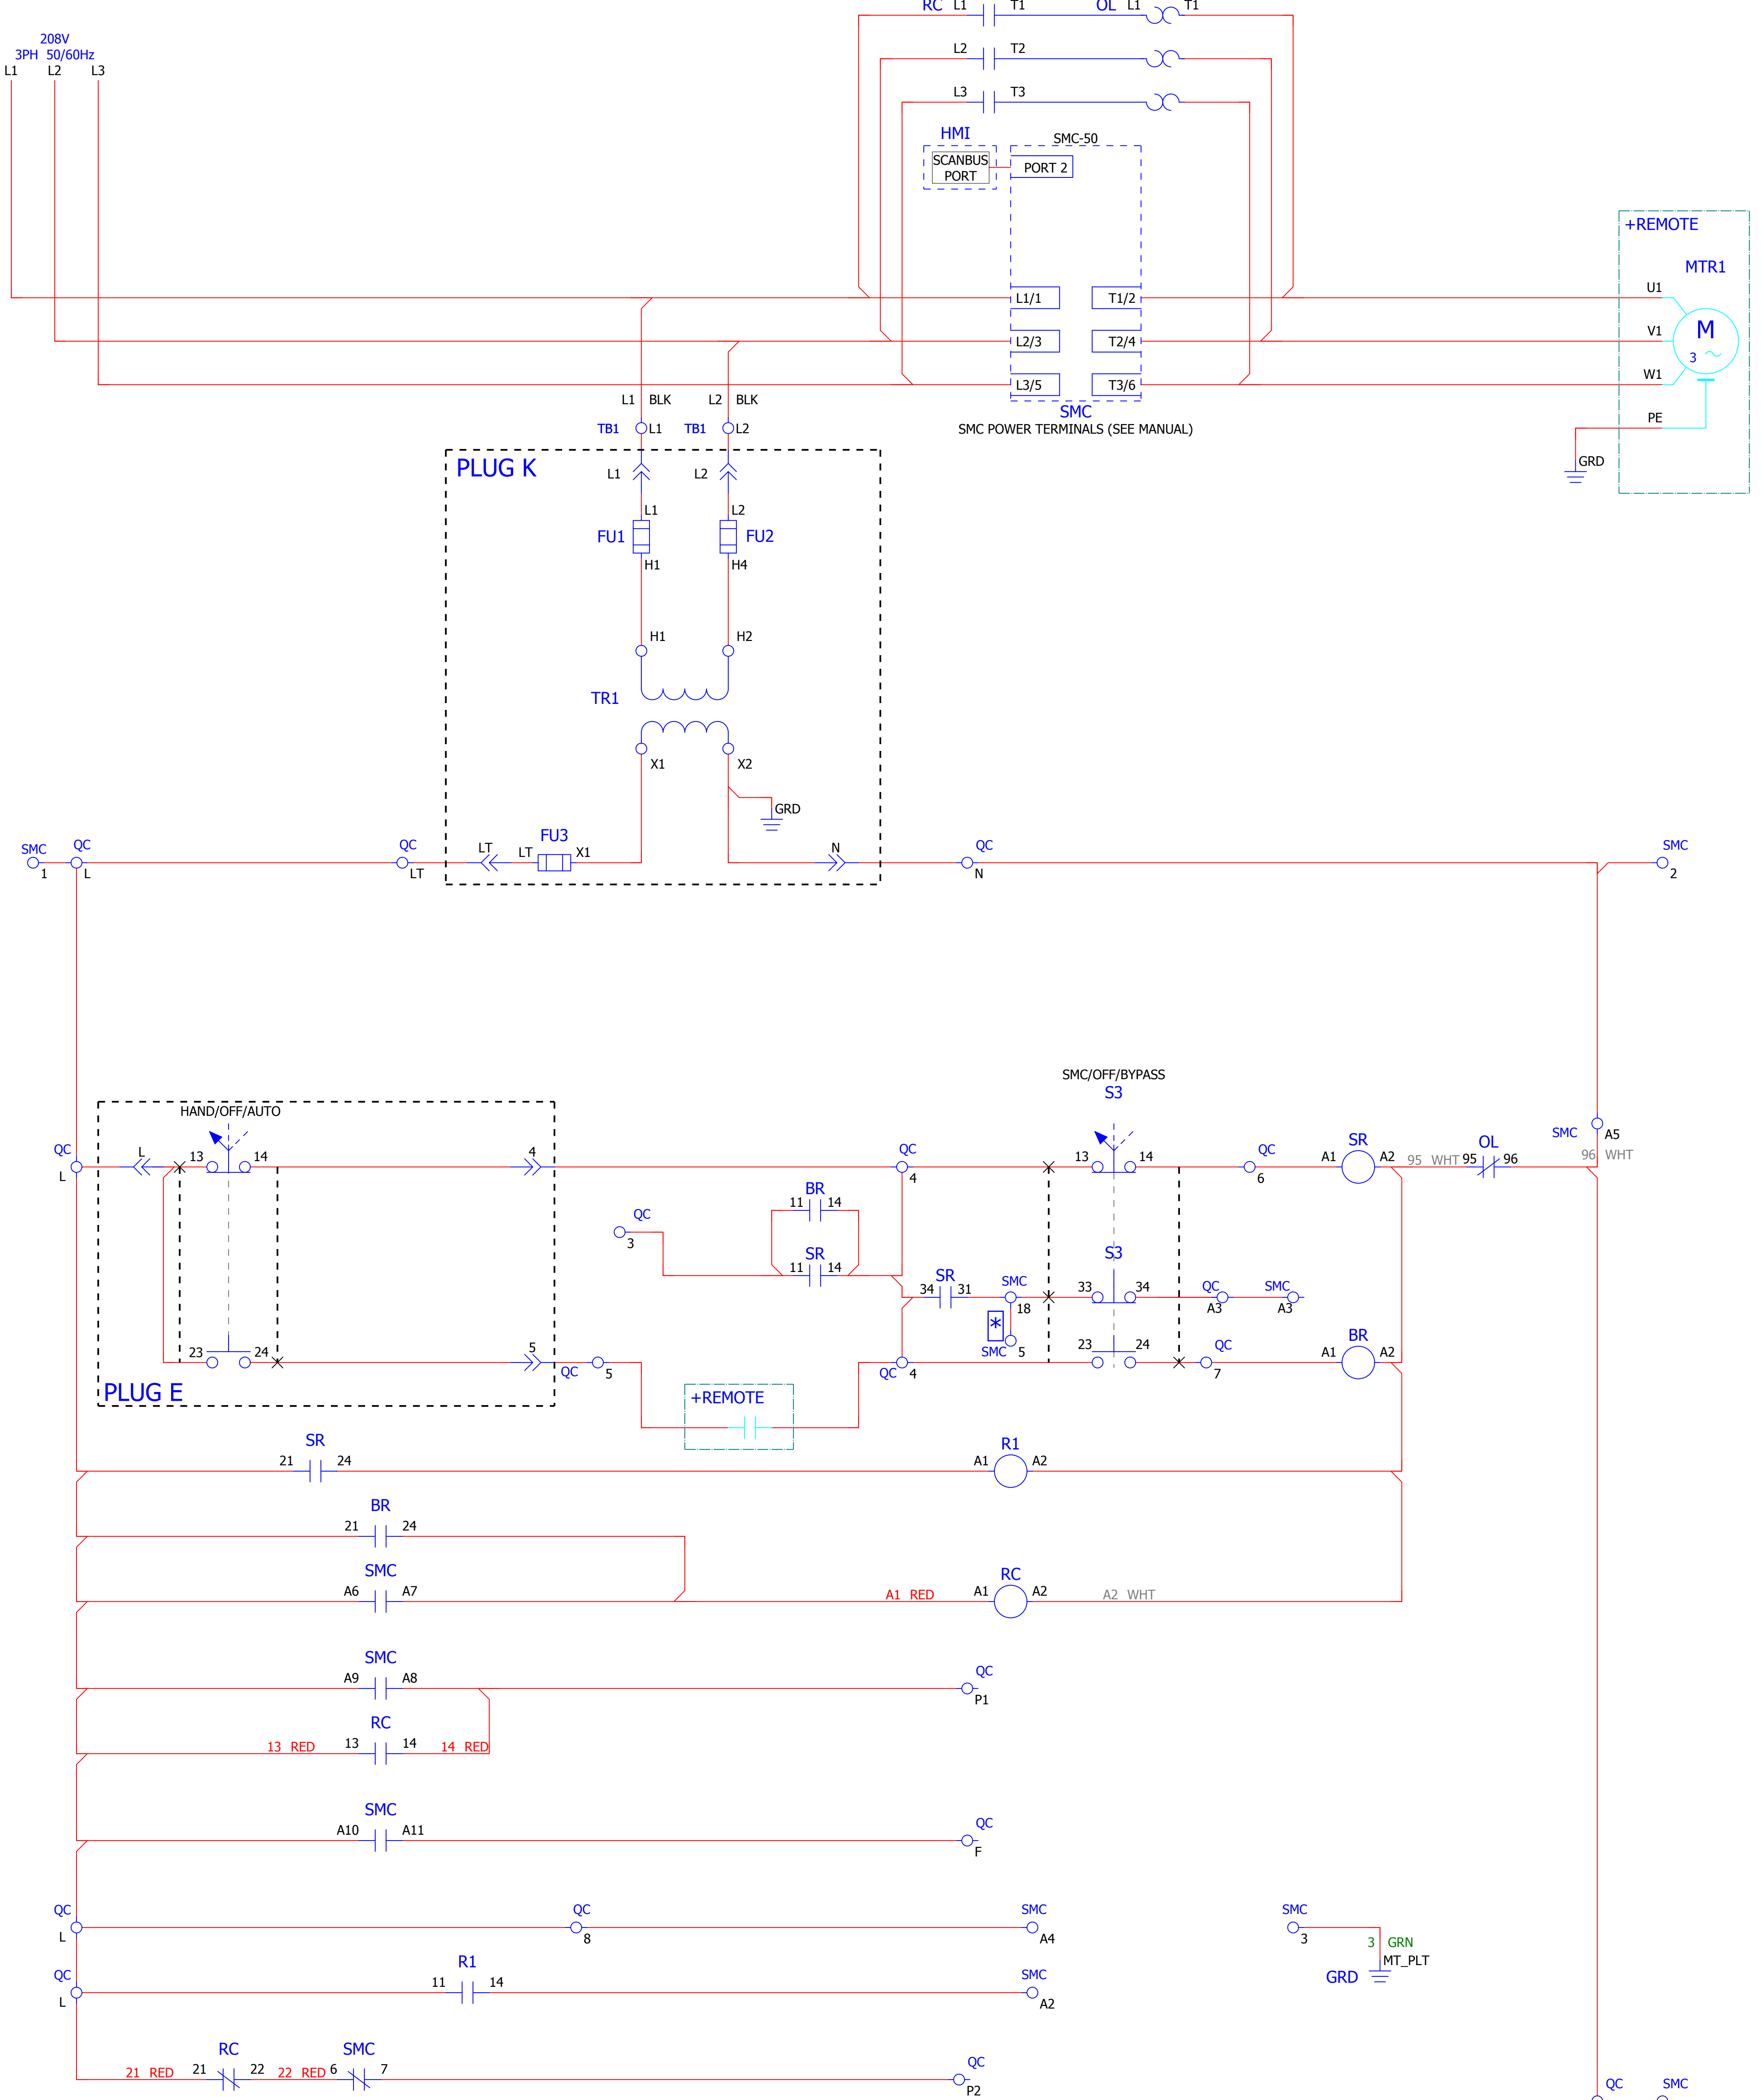 RC L1 T1 OL L1 T1
208V
3PH 50/60Hz
L1 L2 L3
L2 T2
L3 T3
HMI
SMC-50
SCANBUS
PORT
PORT 2
+REMOTE
MTR1
L1/1 T1/2 U1
M
3
L2/3 T2/4 V1
L3/5 T3/6 W1
SMC
SMC POWER TERMINALS (SEE MANUAL)
PE
GRD
L1 BLK L2 BLK
TB1 L1 TB1 L2
PLUG K
L1 L2
L1 L2
FU1 FU2
H1 H4
H1 H2
TR1
X1 X2
GRD
SMC QC QC FU3 QC SMC
LT LT X1 N
1 L LT N 2
SMC/OFF/BYPASS
S3
HAND/OFF/AUTO
SMC A5
QC L 13 14 4 QC 13 14 QC SR OL
A1 A2 95 WHT 95 96 96 WHT
L 4 6
BR
11 14
QC
3
SR
11 14
S3
SR SMC QC SMC
34 31 33 34
18 A3 A3
*
SMC 5
BR
23 24 5 23 24 QC A1 A2
QC 5 QC 4 7
PLUG E
+REMOTE
SR R1
21 24 A1 A2
BR
21 24
SMC RC
A6 A7 A1 RED A1 A2 A2 WHT
SMC QC
A9 A8
P1
RC
13 RED 13 14 14 RED
SMC QC
A10 A11
F
QC QC SMC SMC
L 8 A4 3
3 GRN
MT_PLT
GRD
QC R1 SMC
11 14
L A2
RC SMC QC
21 RED 21 22 22 RED 6 7
P2
QC SMC